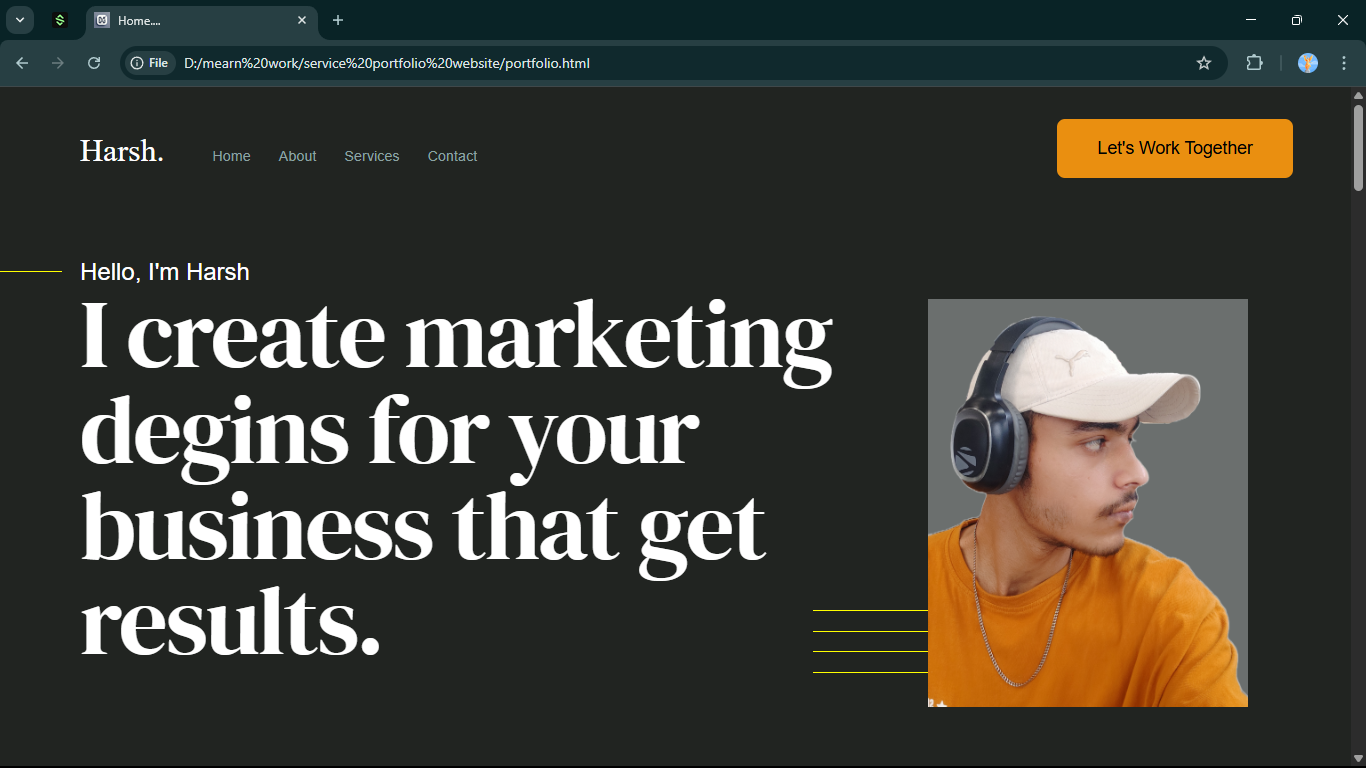 Home....
File
D:/mearn%20work/service%20portfolio%20website/portfolio.html
Harsh.
Home
About
Services
Contact
Let's Work Together
Hello, I'm Harsh
I create marketing
degins for your
business that get
results.